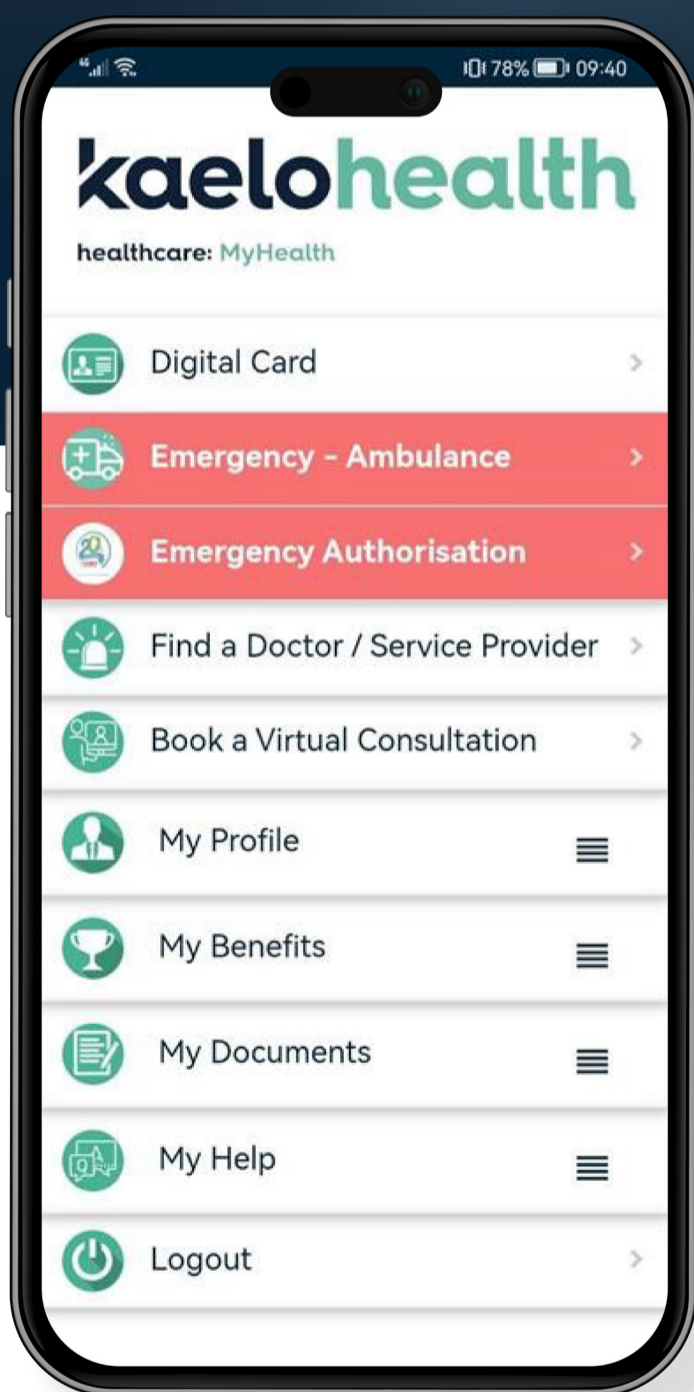 78% 09:40
kaelohealth
healthcare: MyHealth
Digital Card
Emergency - Ambulance
Emergency Authorisation
Find a Doctor / Service Provider
Book a Virtual Consultation
My Profile
My Benefits
My Documents
My Help
Logout